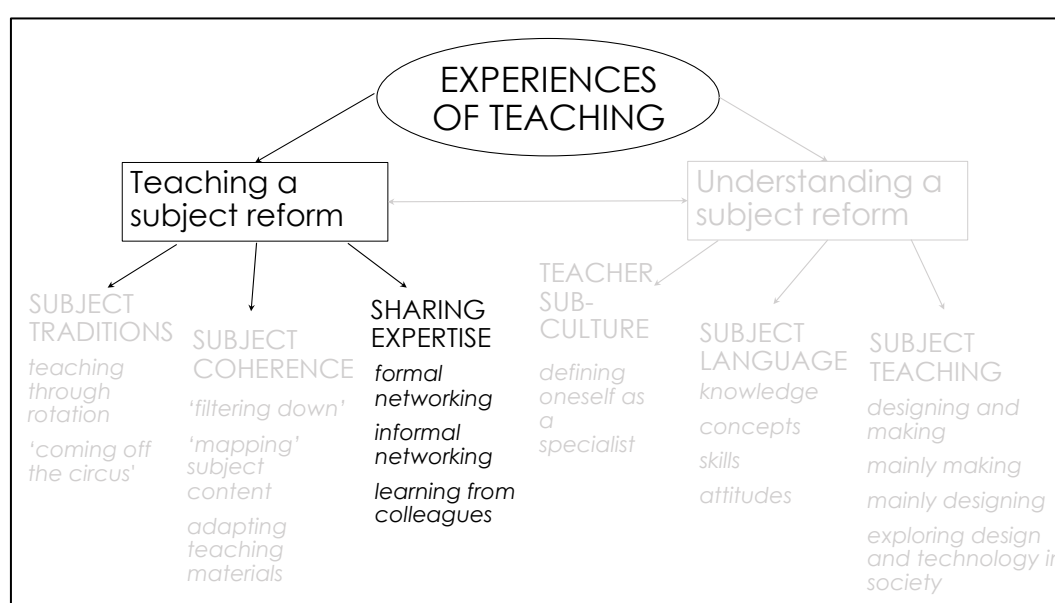 EXPERIENCES
OF TEACHING
Teaching a
subject reform
Understanding a
subject reform
SUBJECT
TRADITIONS
teaching
through
rotation
‘coming off
the circus'
SUBJECT
COHERENCE
‘filtering down’
‘mapping’
subject
content
adapting
teaching
materials
SHARING
EXPERTISE
formal
networking
informal
networking
learning from
colleagues
TEACHER
SUB-
CULTURE
defining
oneself as
a
specialist
SUBJECT
LANGUAGE
knowledge
concepts
skills
attitudes
SUBJECT
TEACHING
designing and
making
mainly making
mainly designing
exploring design
and technology in
society